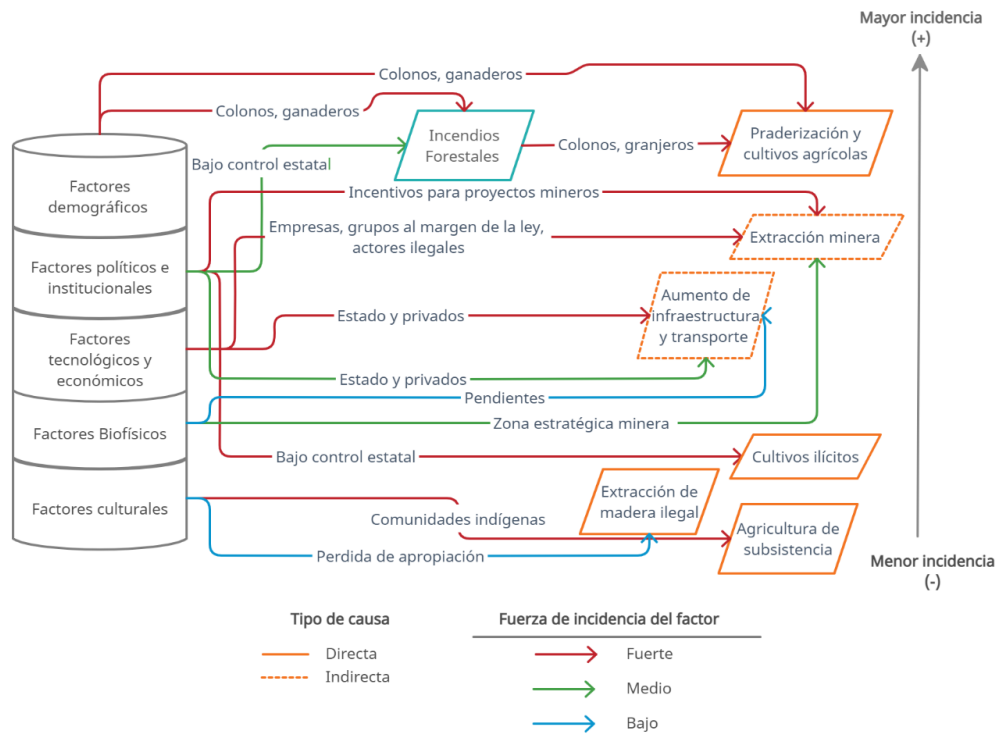 Mayor incidencia
(+)
Colonos, ganaderos
Colonos, ganaderos
Incendios
Forestales
Colonos, granjeros
Praderización y
cultivos agrícolas
Bajo control estatal
Factores
demográficos
Incentivos para proyectos mineros
Empresas, grupos al margen de la ley,
actores ilegales
Extracción minera
Factores políticos e
institucionales
Aumento de
infraestructura
y transporte
Estado y privados
Factores
tecnológicos y
económicos
Estado y privados
Pendientes
Zona estratégica minera
Factores Biofísicos
Bajo control estatal
Cultivos ilícitos
Extracción de
madera ilegal
Factores culturales
Comunidades indígenas
Agricultura de
subsistencia
Perdida de apropiación
Menor incidencia
(-)
Tipo de causa
Directa
Indirecta
Fuerza de incidencia del factor
Fuerte
Medio
Bajo